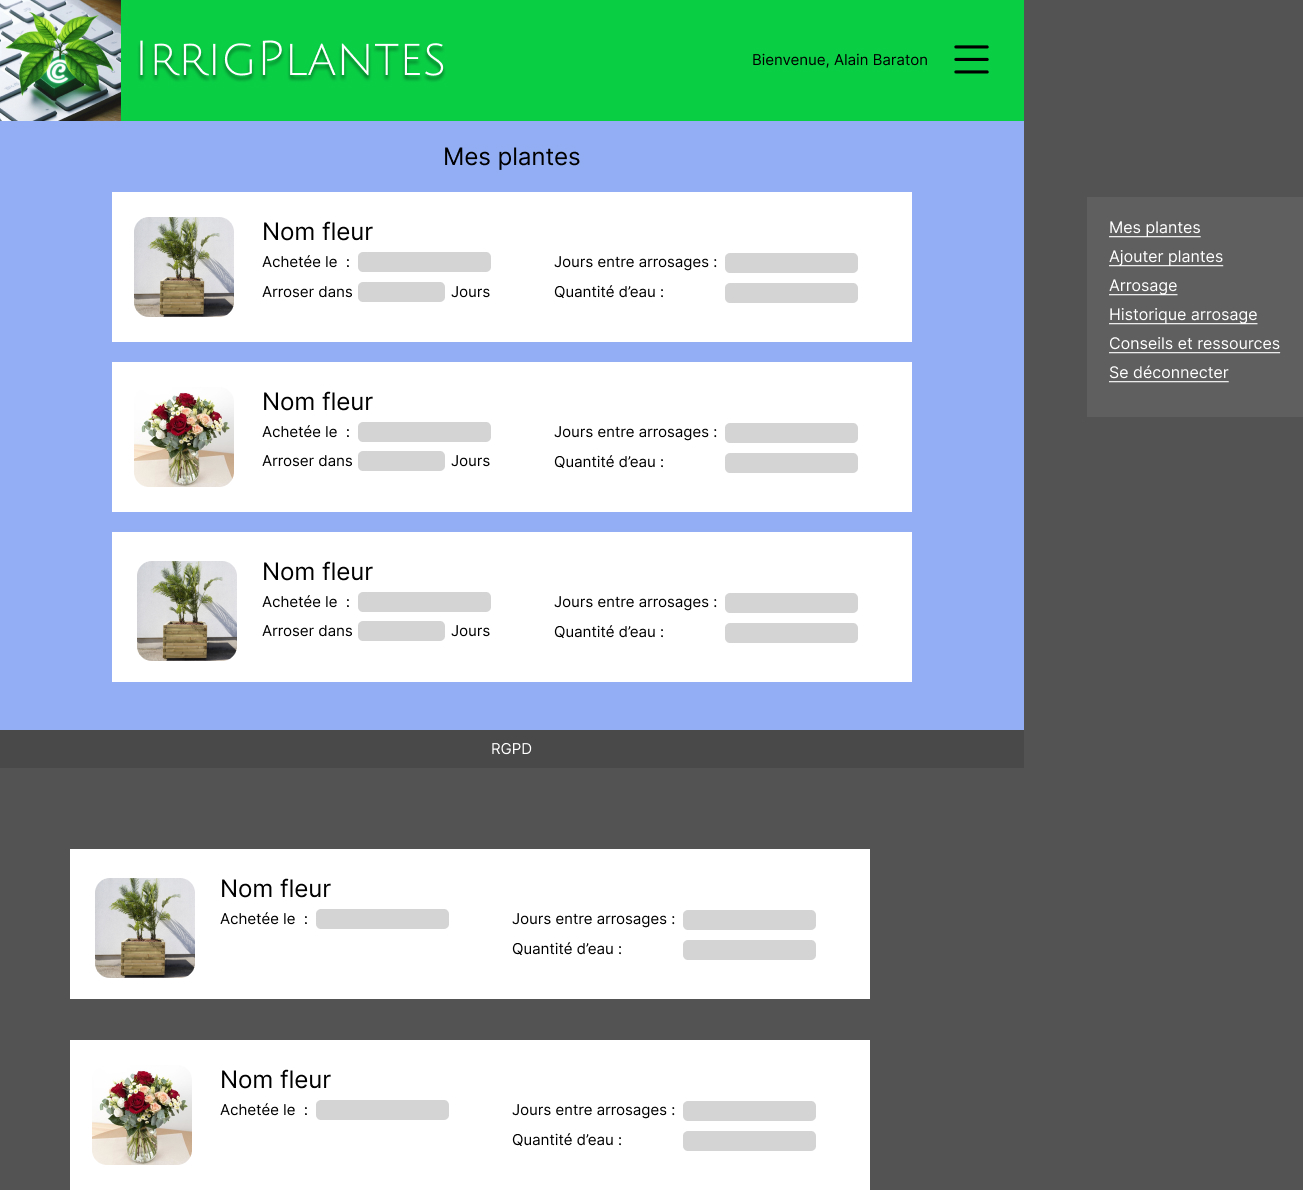 IRRIGPLANTES
Bienvenue, Alain Baraton
Mes plantes
Nom fleur
Achetée le :
Jours entre arrosages :
Arroser dans Jours
Quantité d’eau :
Nom fleur
Achetée le :
Jours entre arrosages :
Arroser dans Jours
Quantité d’eau :
Nom fleur
Achetée le :
Jours entre arrosages :
Arroser dans Jours
Quantité d’eau :
RGPD
Mes plantes
Ajouter plantes
Arrosage
Historique arrosage
Conseils et ressources
Se déconnecter
Nom fleur
Achetée le :
Jours entre arrosages :
Quantité d’eau :
Nom fleur
Achetée le :
Jours entre arrosages :
Quantité d’eau :